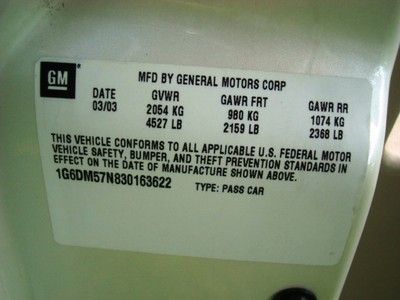 GM
MFD BY GENERAL MOTORS CORP
DATE GVWR GAWR FRT GAWR RR
03/03 2054 KG 980 KG 1074 KG
4527 LB 2159 LB 2368 LB
THIS VEHICLE CONFORMS TO ALL APPLICABLE U.S. FEDERAL MOTOR
VEHICLE SAFETY, BUMPER, AND THEFT PREVENTION STANDARDS IN
EFFECT ON THE DATE OF MANUFACTURE SHOWN ABOVE.
1G6DM57N830163622 TYPE: PASS CAR